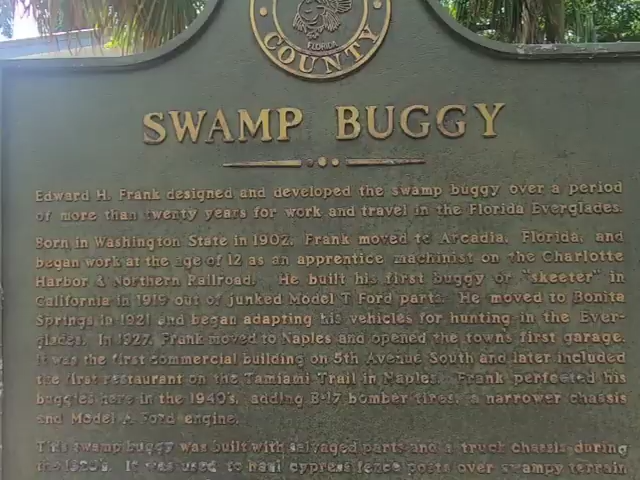 FLORIDA
COUNTY
SWAMP BUGGY
Edward H. Frank designed and developed the swamp buggy over a period
of more than twenty years for work and travel in the Florida Everglades.
Born in Washington State in 1902, Frank moved to Arcadia, Florida, and
began work at the age of 12 as an apprentice machinist on the Charlotte
Harbor & Northern Railroad. He built his first buggy or "skeeter" in
California in 1919 out of junked Model T Ford parts. He moved to Bonita
Springs in 1921 and began adapting his vehicles for hunting in the Ever-
glades. In 1927, Frank moved to Naples and opened the towns first garage.
It was the first commercial building on 5th Avenue South and later included
the first restaurant on the Tamiami Trail in Naples. Frank perfected his
buggies here in the 1940's, adding B-17 bomber tires, a narrower chassis
and Model A Ford engine.
This swamp buggy was built with salvaged parts and a truck chassis during
the It was used to haul cypress fence posts over swampy terrain